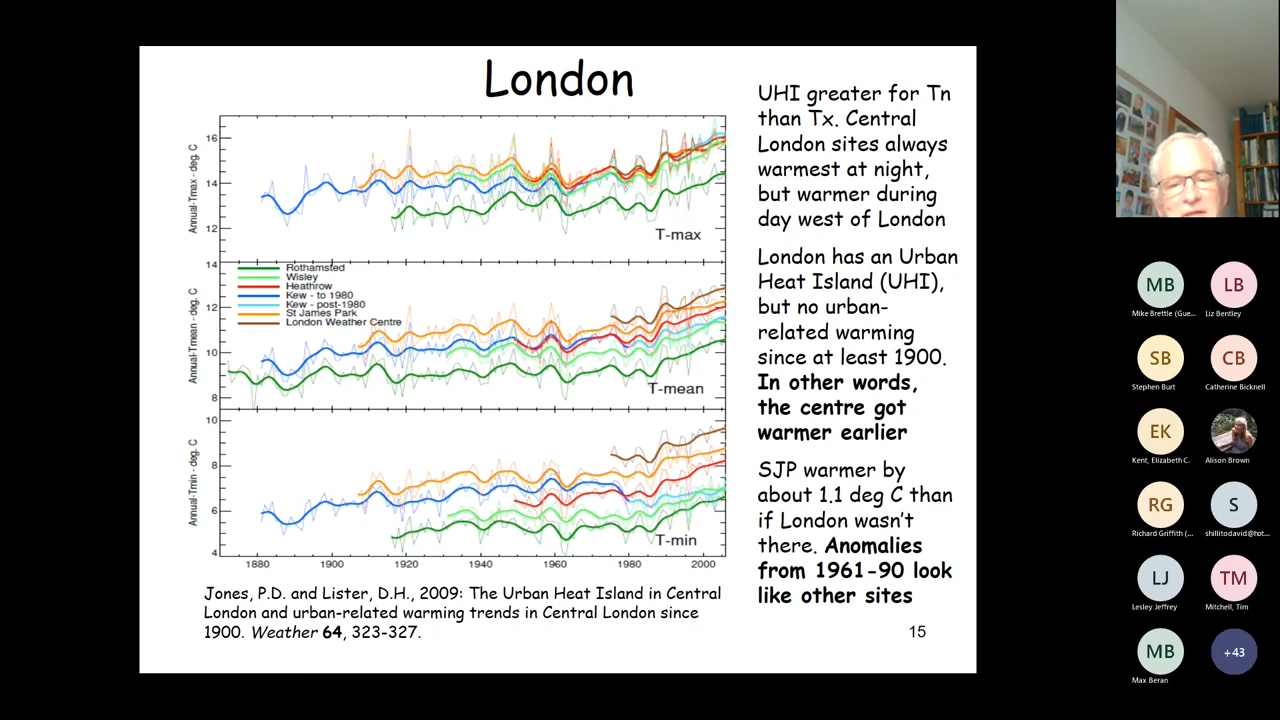 London
16
14
12
Annual-Tmax - deg. C
T-max
14
12
10
8
Annual-Tmean - deg. C
Rothamsted
Wisley
Heathrow
Kew - to 1980
Kew - post-1980
St James Park
London Weather Centre
T-mean
10
8
6
4
Annual-Tmin - deg. C
T-min
1880 1900 1920 1940 1960 1980 2000
Jones, P.D. and Lister, D.H., 2009: The Urban Heat Island in Central
London and urban-related warming trends in Central London since
1900. Weather 64, 323-327.
UHI greater for Tn
than Tx. Central
London sites always
warmest at night,
but warmer during
day west of London
London has an Urban
Heat Island (UHI),
but no urban-
related warming
since at least 1900.
In other words,
the centre got
warmer earlier
SJP warmer by
about 1.1 deg C than
if London wasn't
there. Anomalies
from 1961-90 look
like other sites
15
MB LB
Mike Brettle (Gue... Liz Bentley
SB CB
Stephen Burt Catherine Bicknell
EK
Kent, Elizabeth C. Alison Brown
RG S
Richard Griffith (... shillitodavid@hot...
LJ TM
Lesley Jeffrey Mitchell, Tim
MB +43
Max Beran